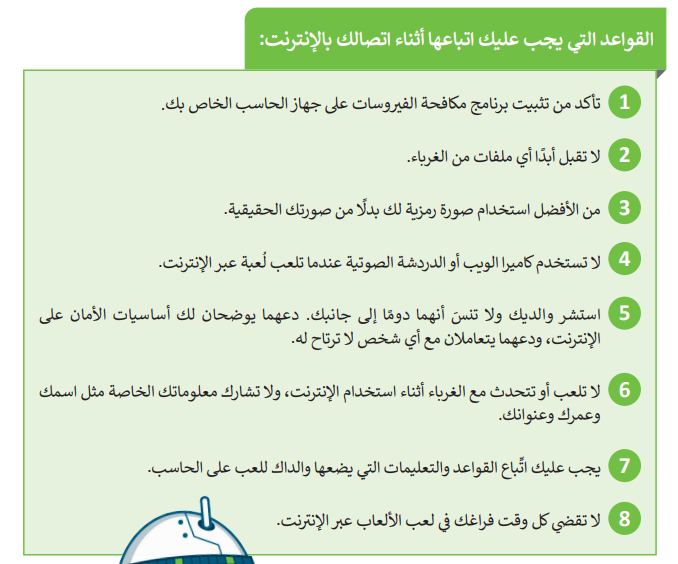 القواعد التي يجب عليك اتباعها أثناء اتصالك بالإنترنت:
1 تأكد من تثبيت برنامج مكافحة الفيروسات على جهاز الحاسب الخاص بك.
2 لا تقبل أبدًا أي ملفات من الغرباء.
3 من الأفضل استخدام صورة رمزية لك بدلًا من صورتك الحقيقية.
4 لا تستخدم كاميرا الويب أو الدردشة الصوتية عندما تلعب لُعبة عبر الإنترنت.
5 استشر والديك ولا تنسَ أنهما دومًا إلى جانبك. دعهما يوضحان لك أساسيات الأمان على
الإنترنت، ودعهما يتعاملان مع أي شخص لا ترتاح له.
6 لا تلعب أو تتحدث مع الغرباء أثناء استخدام الإنترنت، ولا تشارك معلوماتك الخاصة مثل اسمك
وعمرك وعنوانك.
7 يجب عليك اتِّباع القواعد والتعليمات التي يضعها والداك للعب على الحاسب.
8 لا تقضي كل وقت فراغك في لعب الألعاب عبر الإنترنت.